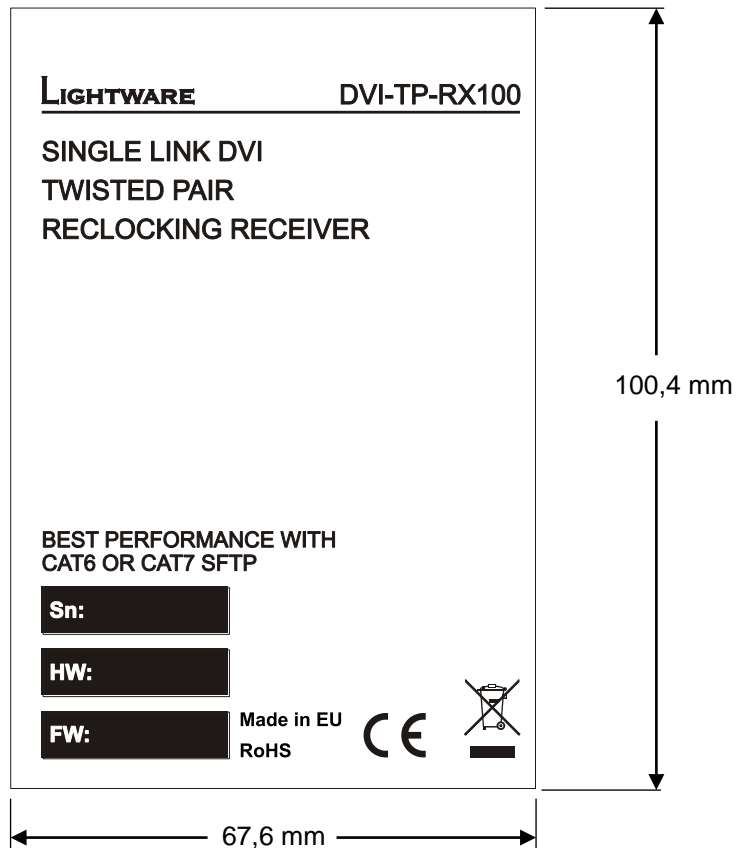 LIGHTWARE DVI-TP-RX100
SINGLE LINK DVI
TWISTED PAIR
RECLOCKING RECEIVER
100,4 mm
BEST PERFORMANCE WITH
CAT6 OR CAT7 SFTP
Sn:
HW:
FW:
Made in EU
RoHS
CE
67,6 mm